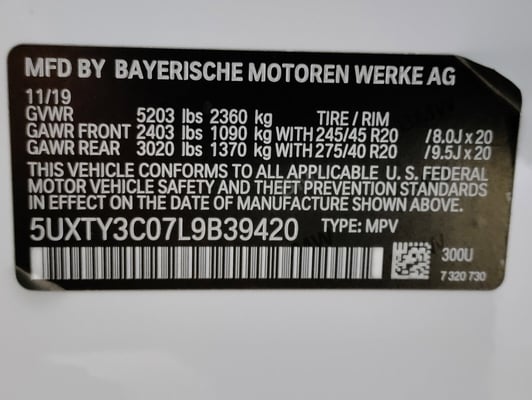 MFD BY BAYERISCHE MOTOREN WERKE AG
11/19
GVWR 5203 lbs 2360 kg TIRE / RIM
GAWR FRONT 2403 lbs 1090 kg WITH 245/45 R20 /8.0J x 20
GAWR REAR 3020 lbs 1370 kg WITH 275/40 R20 /9.5J x 20
THIS VEHICLE CONFORMS TO ALL APPLICABLE U. S. FEDERAL
MOTOR VEHICLE SAFETY AND THEFT PREVENTION STANDARDS
IN EFFECT ON THE DATE OF MANUFACTURE SHOWN ABOVE.
5UXTY3C07L9B39420 TYPE: MPV
300U
7 320 730